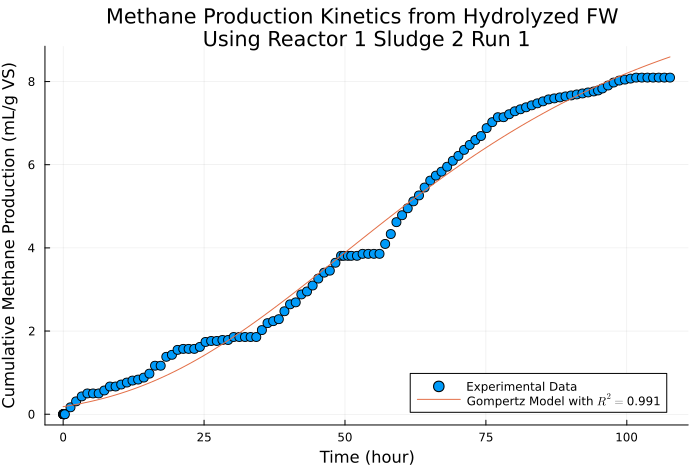 Methane Production Kinetics from Hydrolyzed FW
Using Reactor 1 Sludge 2 Run 1
Cumulative Methane Production (mL/g VS)
8
6
4
2
0
0 25 50 75 100
Time (hour)
Experimental Data
Gompertz Model with R² = 0.991